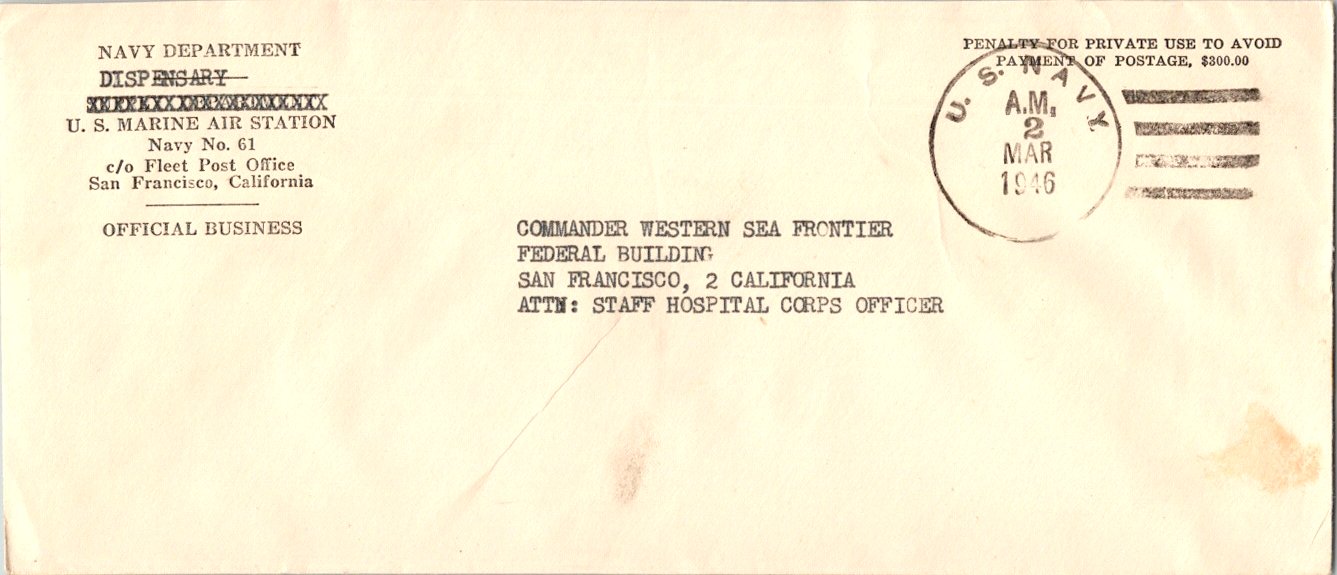 NAVY DEPARTMENT
DISPENSARY
U. S. MARINE AIR STATION
Navy No. 61
c/o Fleet Post Office
San Francisco, California
OFFICIAL BUSINESS
PENALTY FOR PRIVATE USE TO AVOID
PAYMENT OF POSTAGE, $300.00
U. S. NAVY
A.M.
2
MAR
1946
COMMANDER WESTERN SEA FRONTIER
FEDERAL BUILDING
SAN FRANCISCO, 2 CALIFORNIA
ATTN: STAFF HOSPITAL CORPS OFFICER